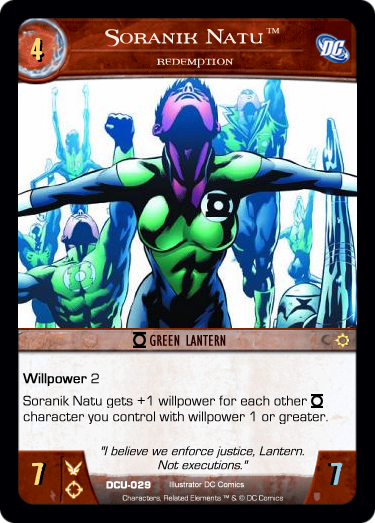 4
SORANIK NATU™
DC
REDEMPTION
GREEN LANTERN
Willpower 2
Soranik Natu gets +1 willpower for each other
character you control with willpower 1 or greater.
"I believe we enforce justice, Lantern.
Not executions."
7
DCU-029 Illustrator DC Comics
Characters, Related Elements ™ & © DC Comics
7